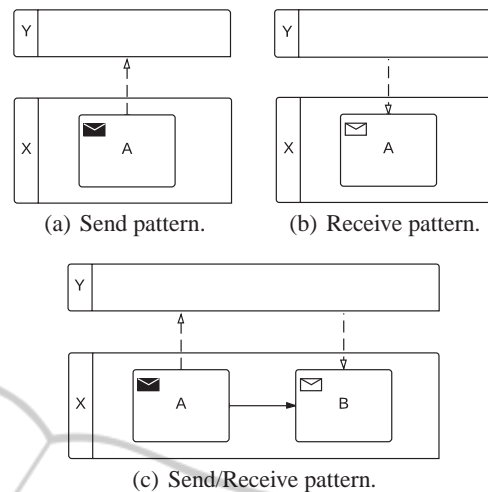 Y
X
A
(a) Send pattern.
Y
X
A
(b) Receive pattern.
Y
X
A
B
(c) Send/Receive pattern.